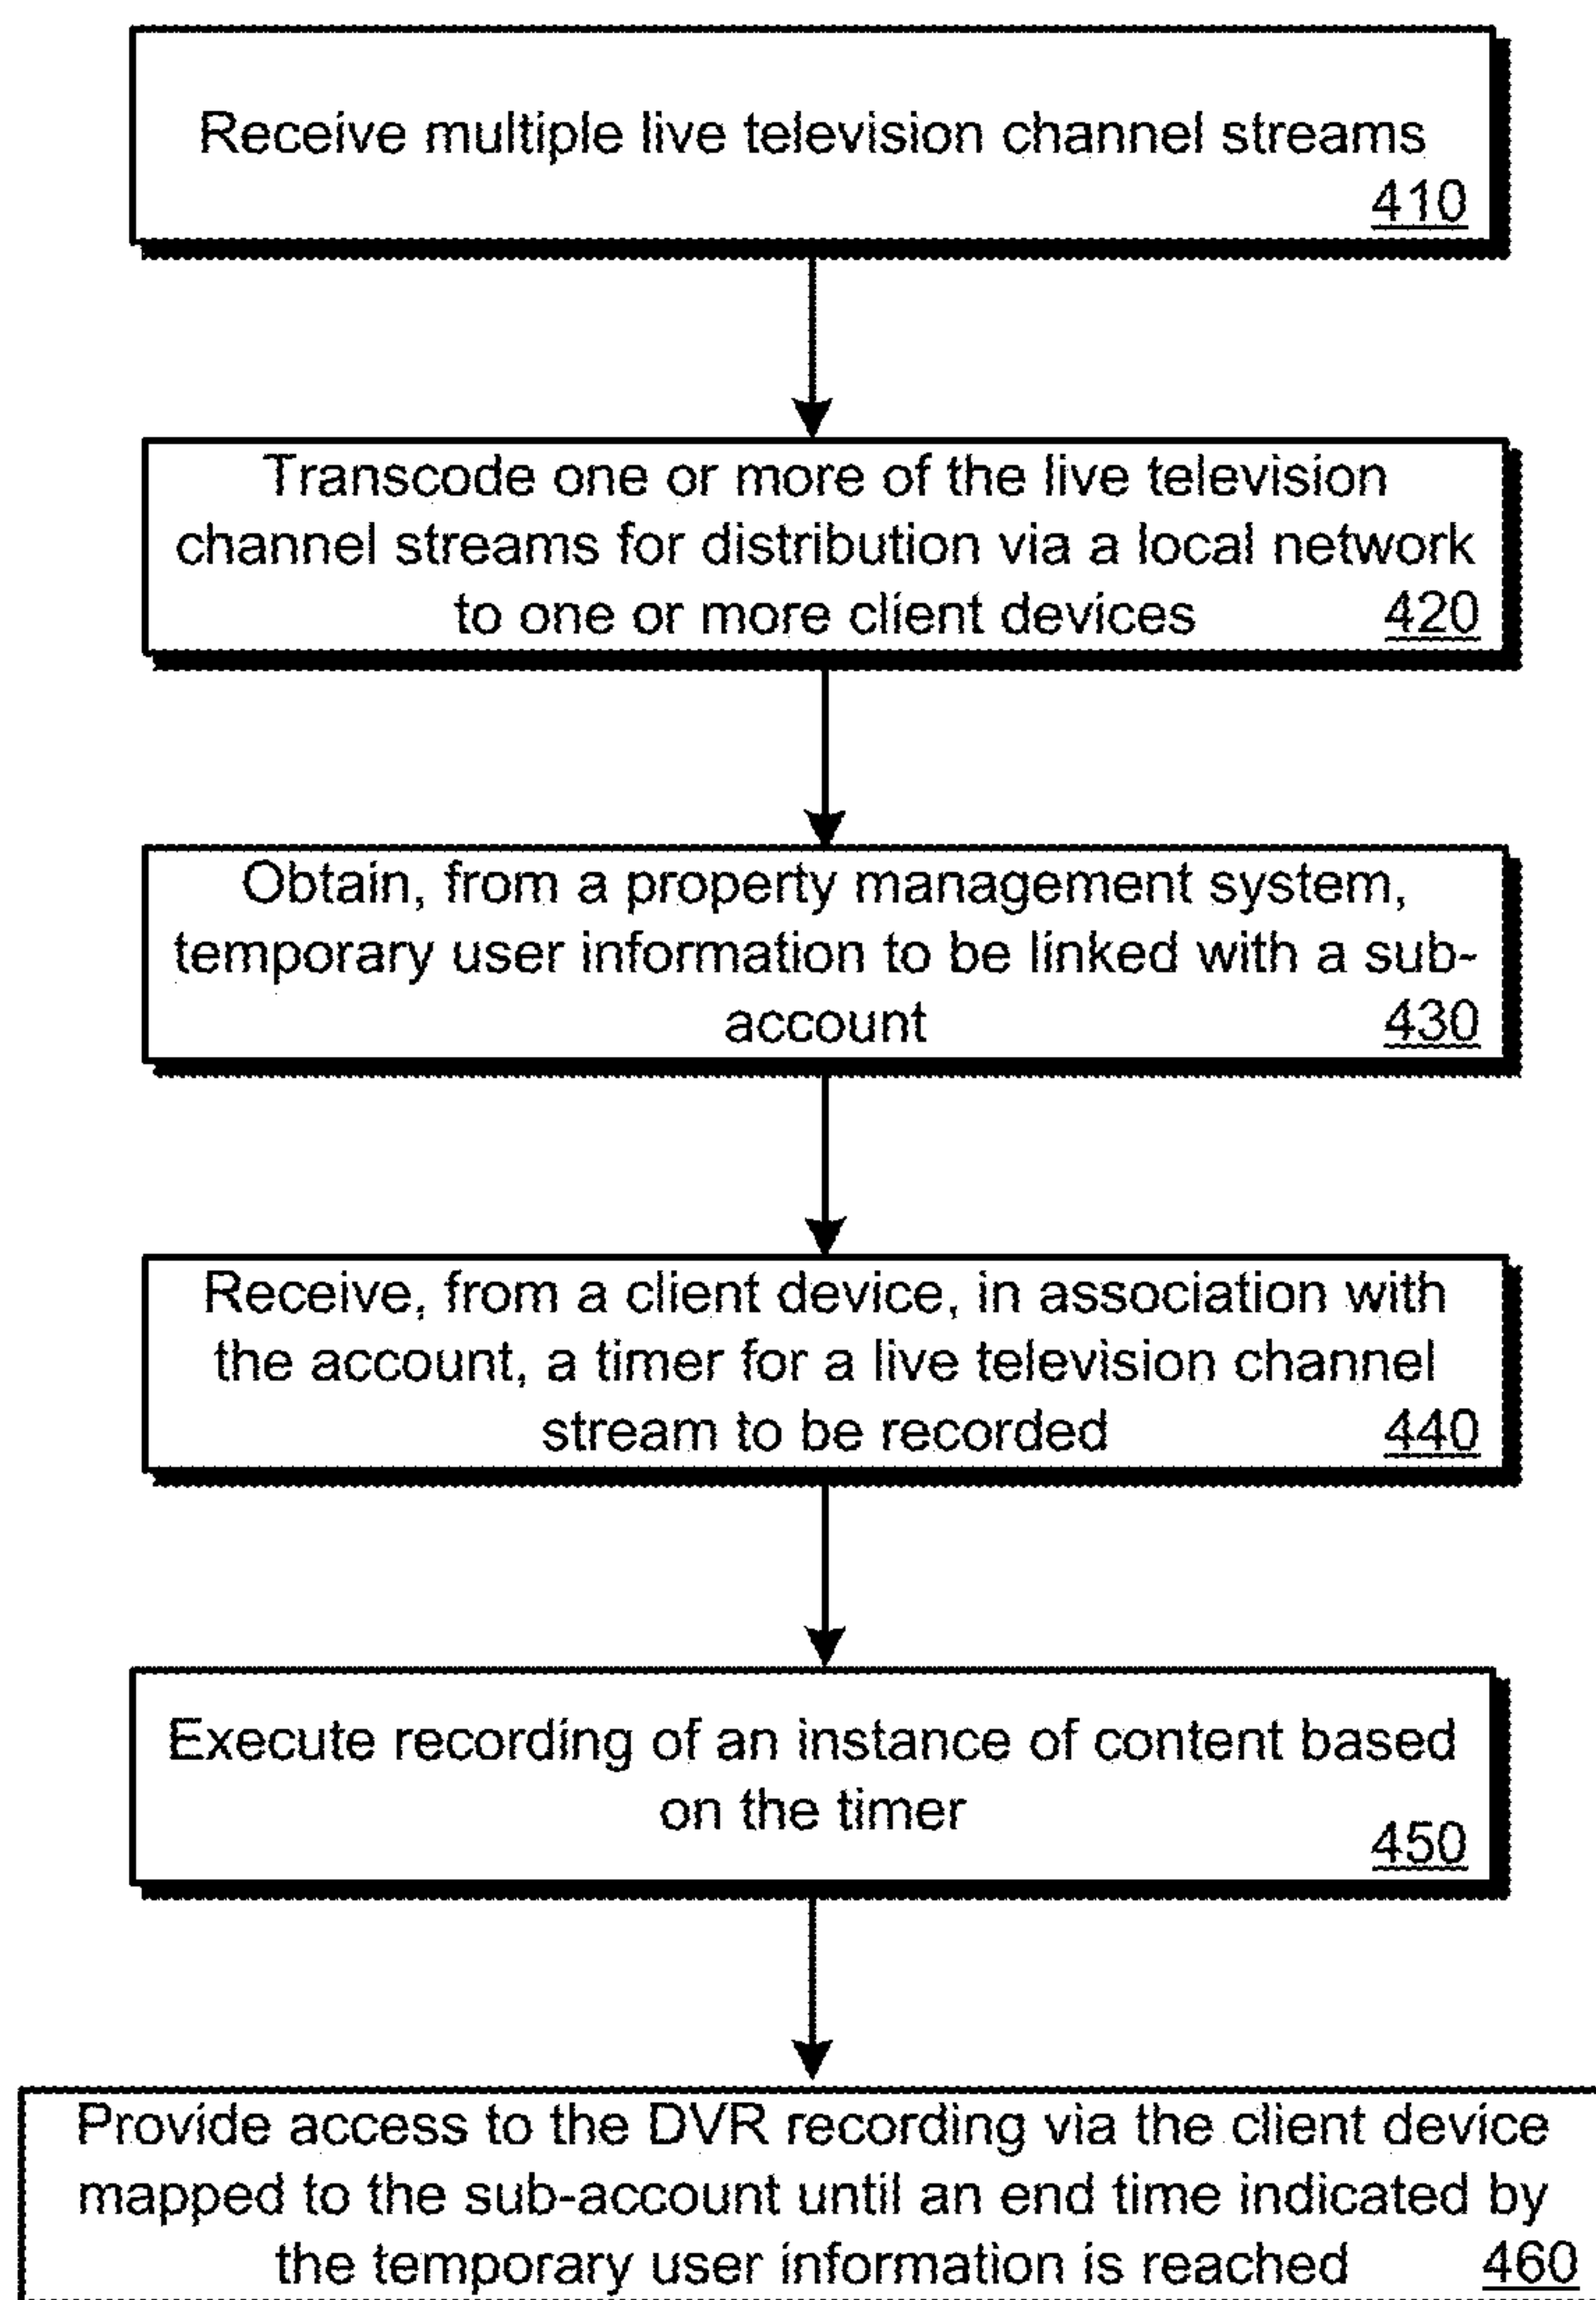 Receive multiple live television channel streams
410
Transcode one or more of the live television
channel streams for distribution via a local network
to one or more client devices 420
Obtain, from a property management system,
temporary user information to be linked with a sub-
account 430
Receive, from a client device, in association with
the account, a timer for a live television channel
stream to be recorded 440
Execute recording of an instance of content based
on the timer
450
Provide access to the DVR recording via the client device
mapped to the sub-account until an end time indicated by
the temporary user information is reached 460